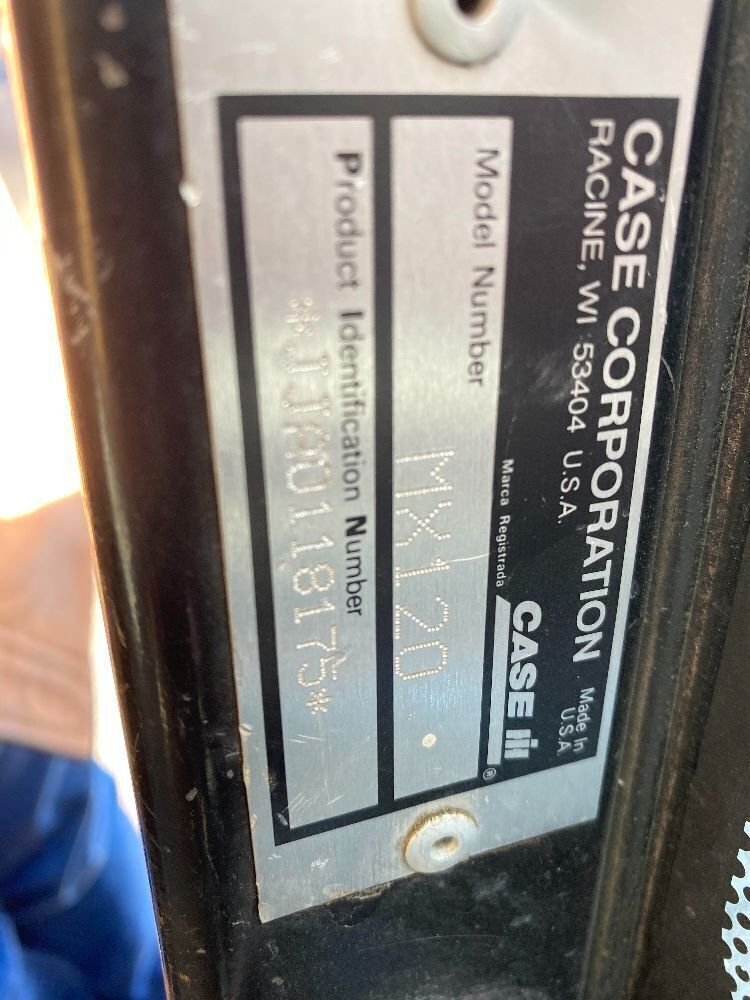 CASE CORPORATION
RACINE, WI 53404 U.S.A.
Made In
U.S.A.
Marca Registrada
CASE IH ®
Model Number
MX120
Product Identification Number
*JJA0118175*